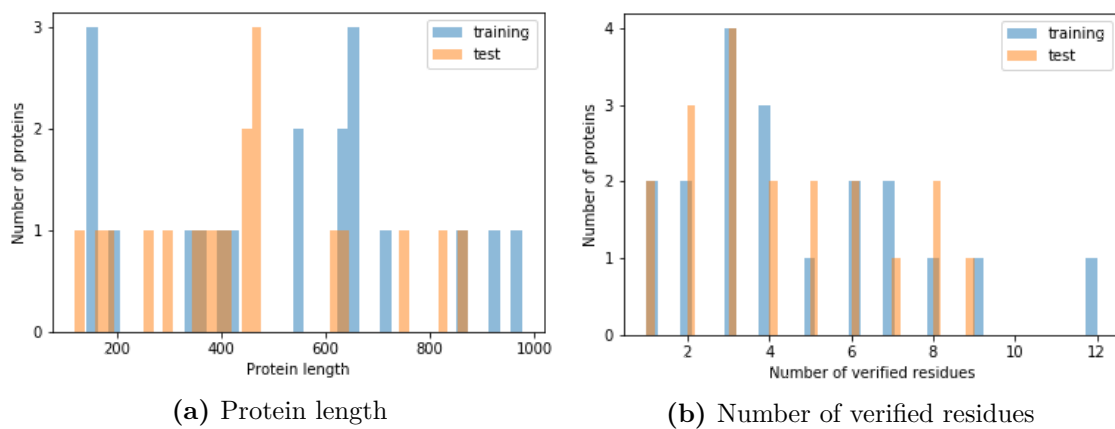 3
2
1
0
Number of proteins
training
test
200
400
600
800
1000
Protein length
(a) Protein length
4
3
2
1
0
Number of proteins
training
test
2
4
6
8
10
12
Number of verified residues
(b) Number of verified residues